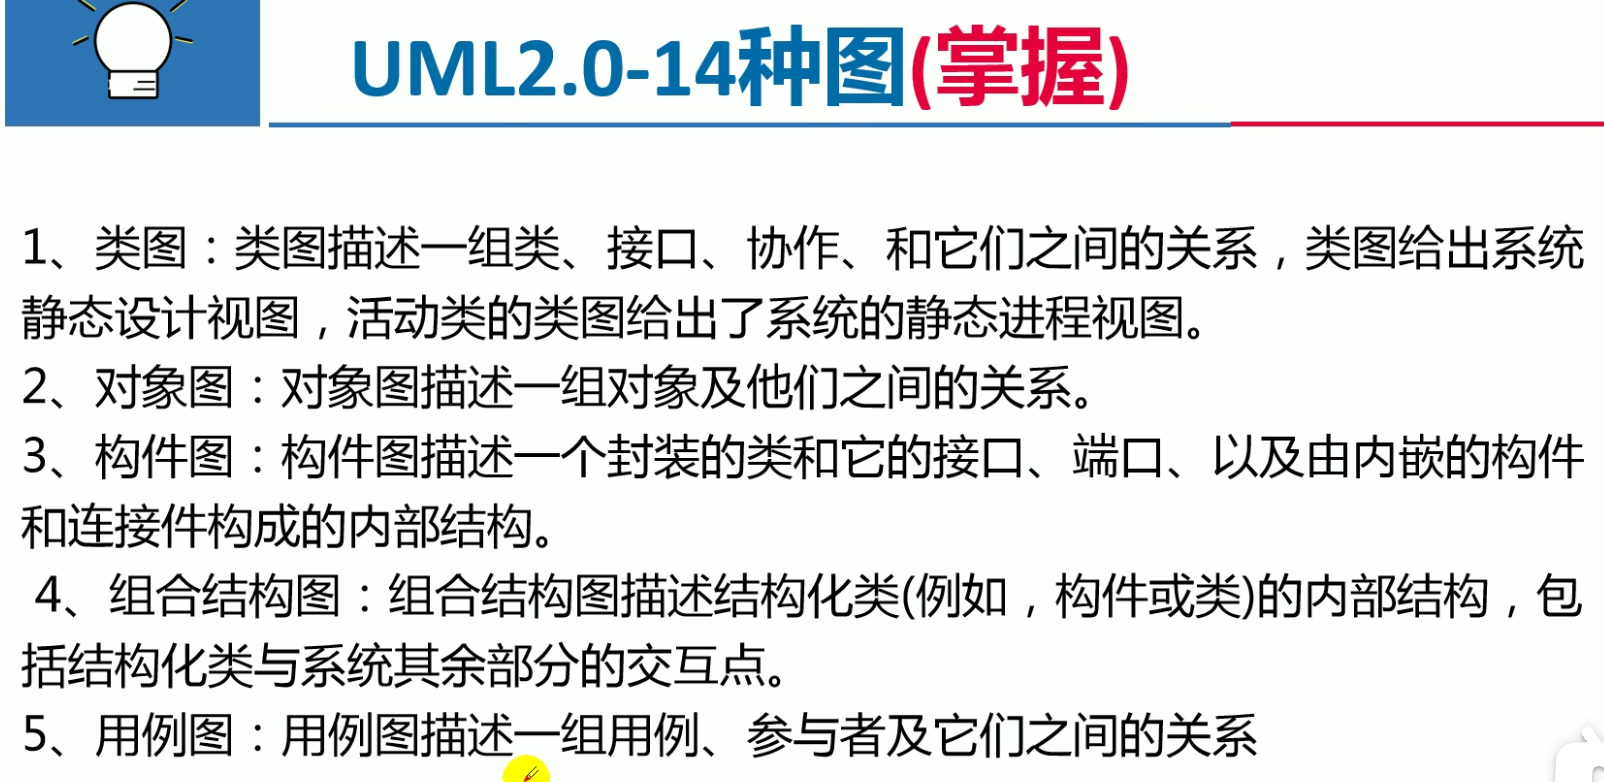 UML2.0-14种图(掌握)
1、类图：类图描述一组类、接口、协作、和它们之间的关系，类图给出系统
静态设计视图，活动类的类图给出了系统的静态进程视图。
2、对象图：对象图描述一组对象及他们之间的关系。
3、构件图：构件图描述一个封装的类和它的接口、端口、以及由内嵌的构件
和连接件构成的内部结构。
4、组合结构图：组合结构图描述结构化类(例如，构件或类)的内部结构，包
括结构化类与系统其余部分的交互点。
5、用例图：用例图描述一组用例、参与者及它们之间的关系